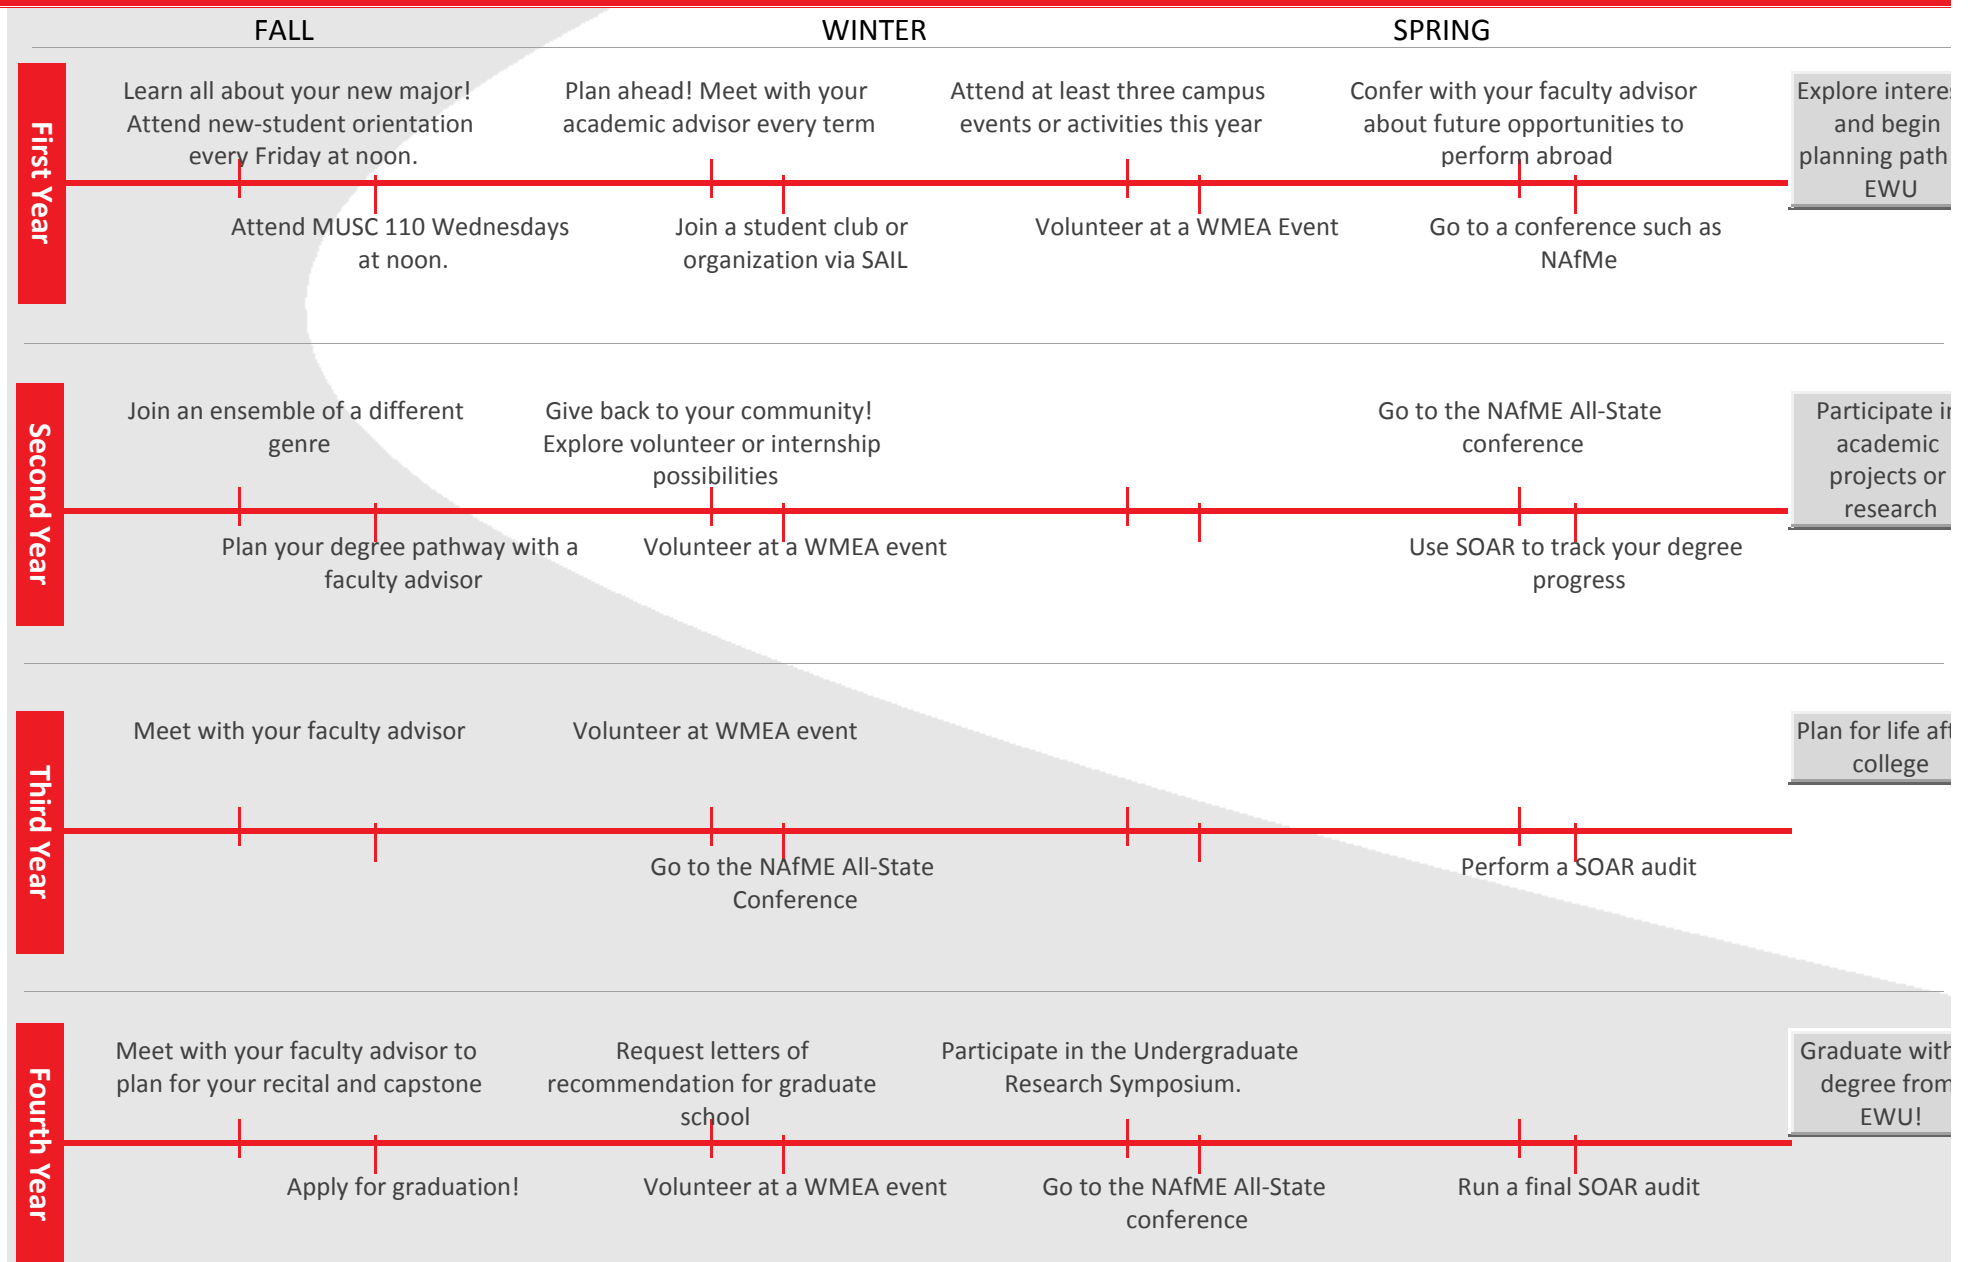 FALL
WINTER
SPRING
First Year
Learn all about your new major!
Attend new-student orientation
every Friday at noon.
Plan ahead! Meet with your
academic advisor every term
Attend at least three campus
events or activities this year
Confer with your faculty advisor
about future opportunities to
perform abroad
Explore
and begin
planning path
EWU
Attend MUSC 110 Wednesdays
at noon.
Join a student club or
organization via SAIL
Volunteer at a WMEA Event
Go to a conference such as
NAfMe
Second Year
Join an ensemble of a different
genre
Give back to your community!
Explore volunteer or internship
possibilities
Go to the NAfME All-State
conference
Participate
academic
projects or
research
Plan your degree pathway with a
faculty advisor
Volunteer at a WMEA event
Use SOAR to track your degree
progress
Third Year
Meet with your faculty advisor
Volunteer at WMEA event
Plan for life
college
Go to the NAfME All-State
Conference
Perform a SOAR audit
Fourth Year
Meet with your faculty advisor to
plan for your recital and capstone
Request letters of
recommendation for graduate
school
Participate in the Undergraduate
Research Symposium.
Graduate with
degree from
EWU!
Apply for graduation!
Volunteer at a WMEA event
Go to the NAfME All-State
conference
Run a final SOAR audit